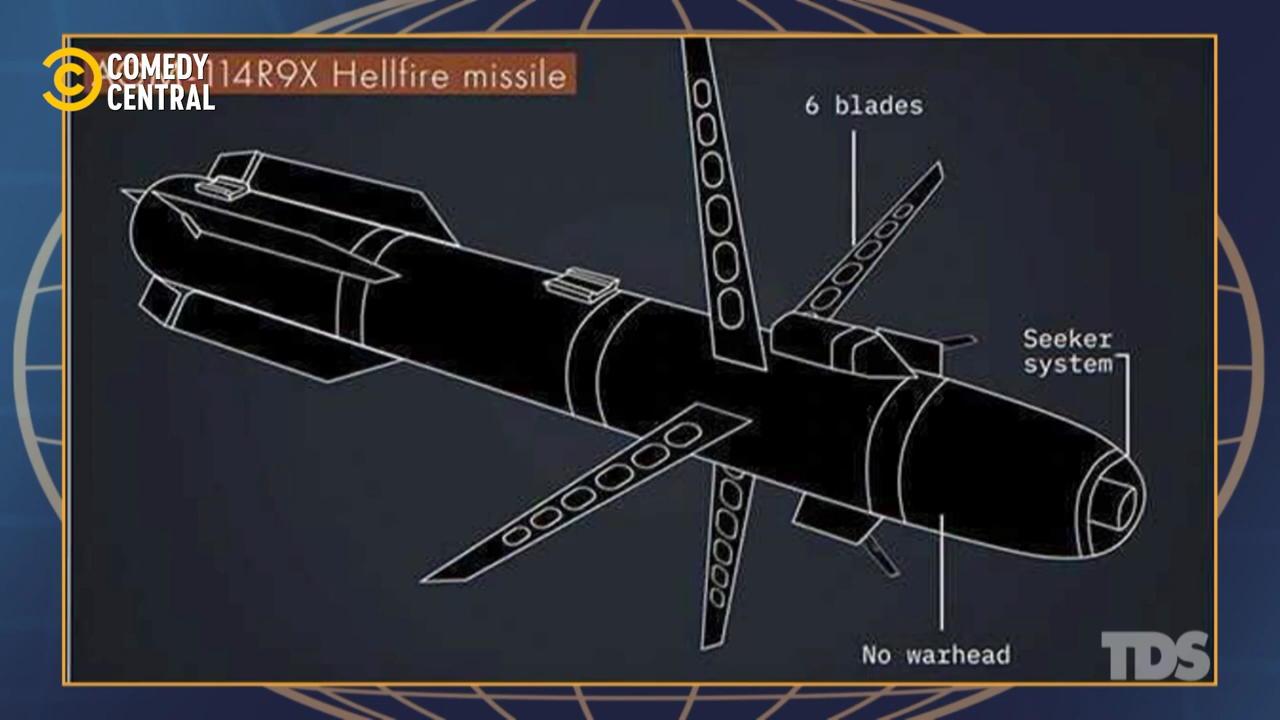 COMEDY
CENTRAL
114R9X Hellfire missile
6 blades
Seeker
system
No warhead
TDS